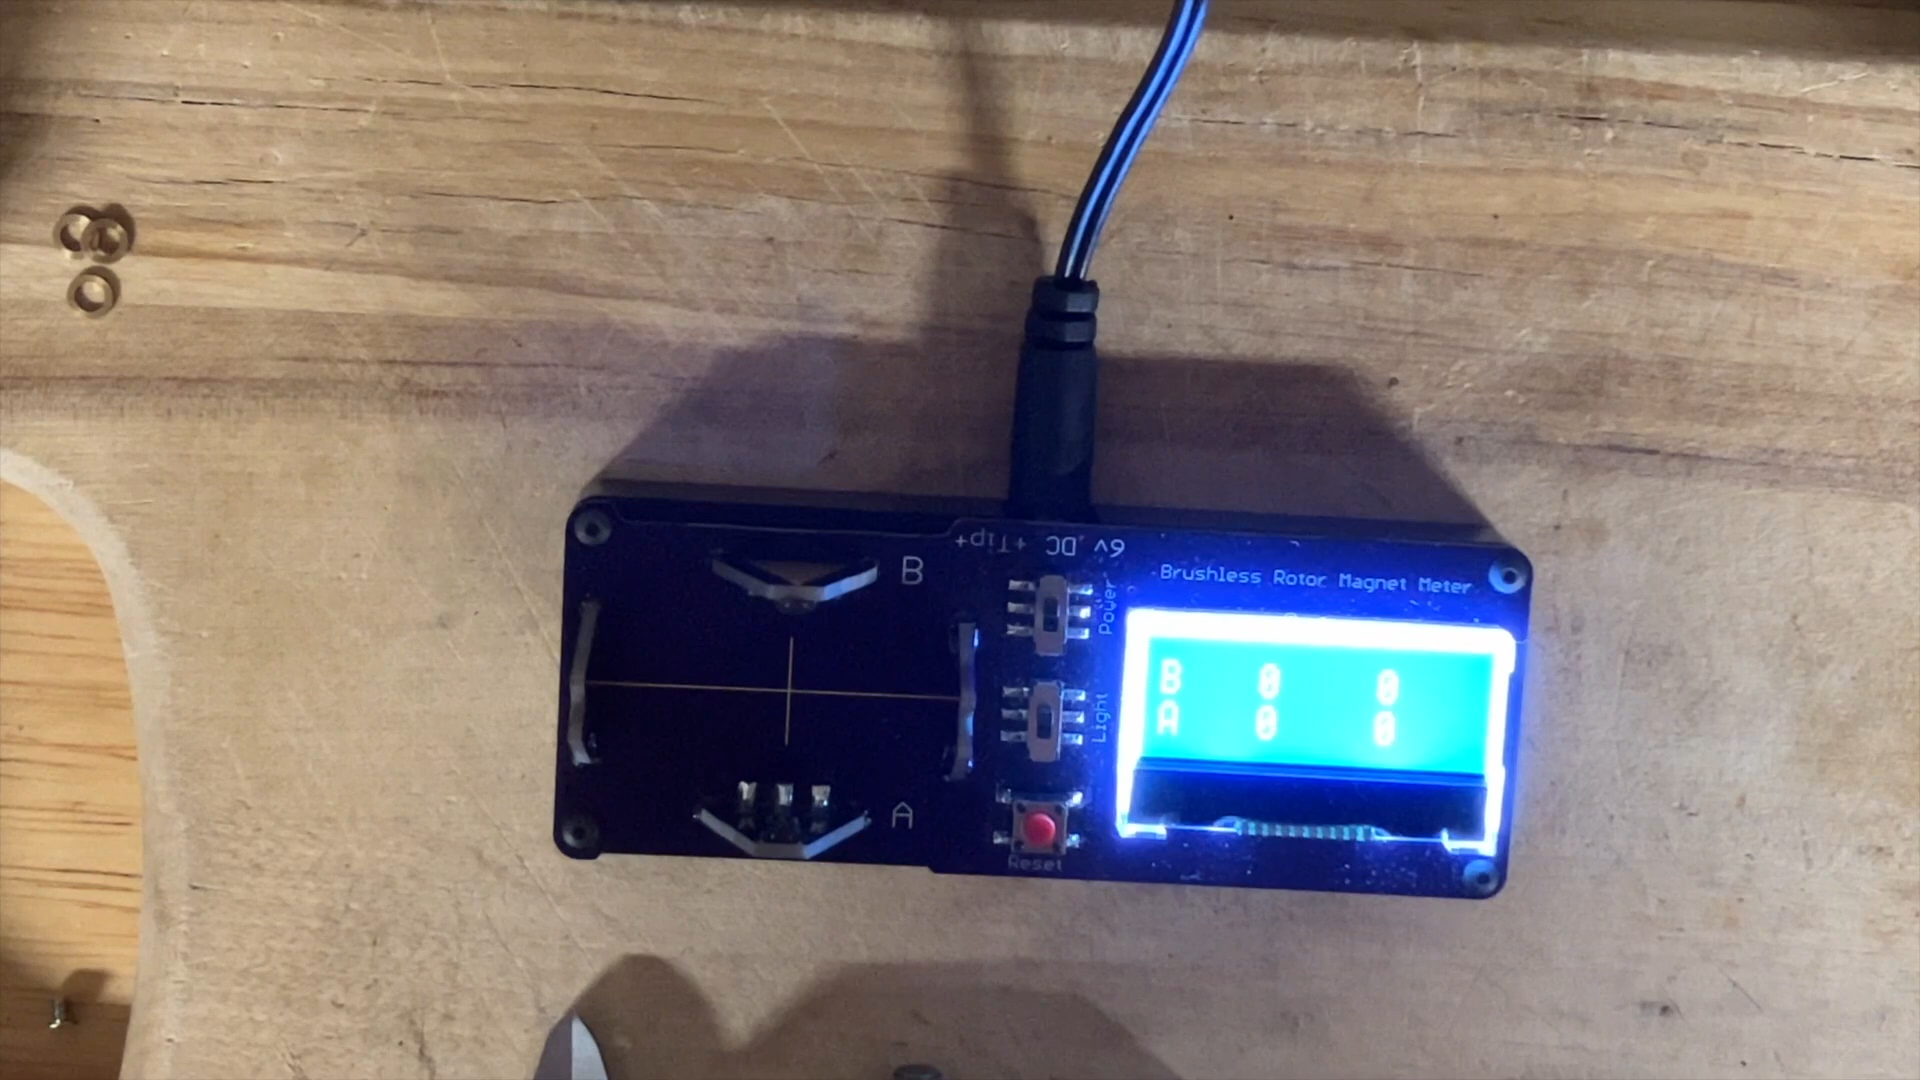 6v DC +Tip+
Brushless Rotor Magnet Meter
B
Power
B 0 0
A 0 0
Light
A
Reset